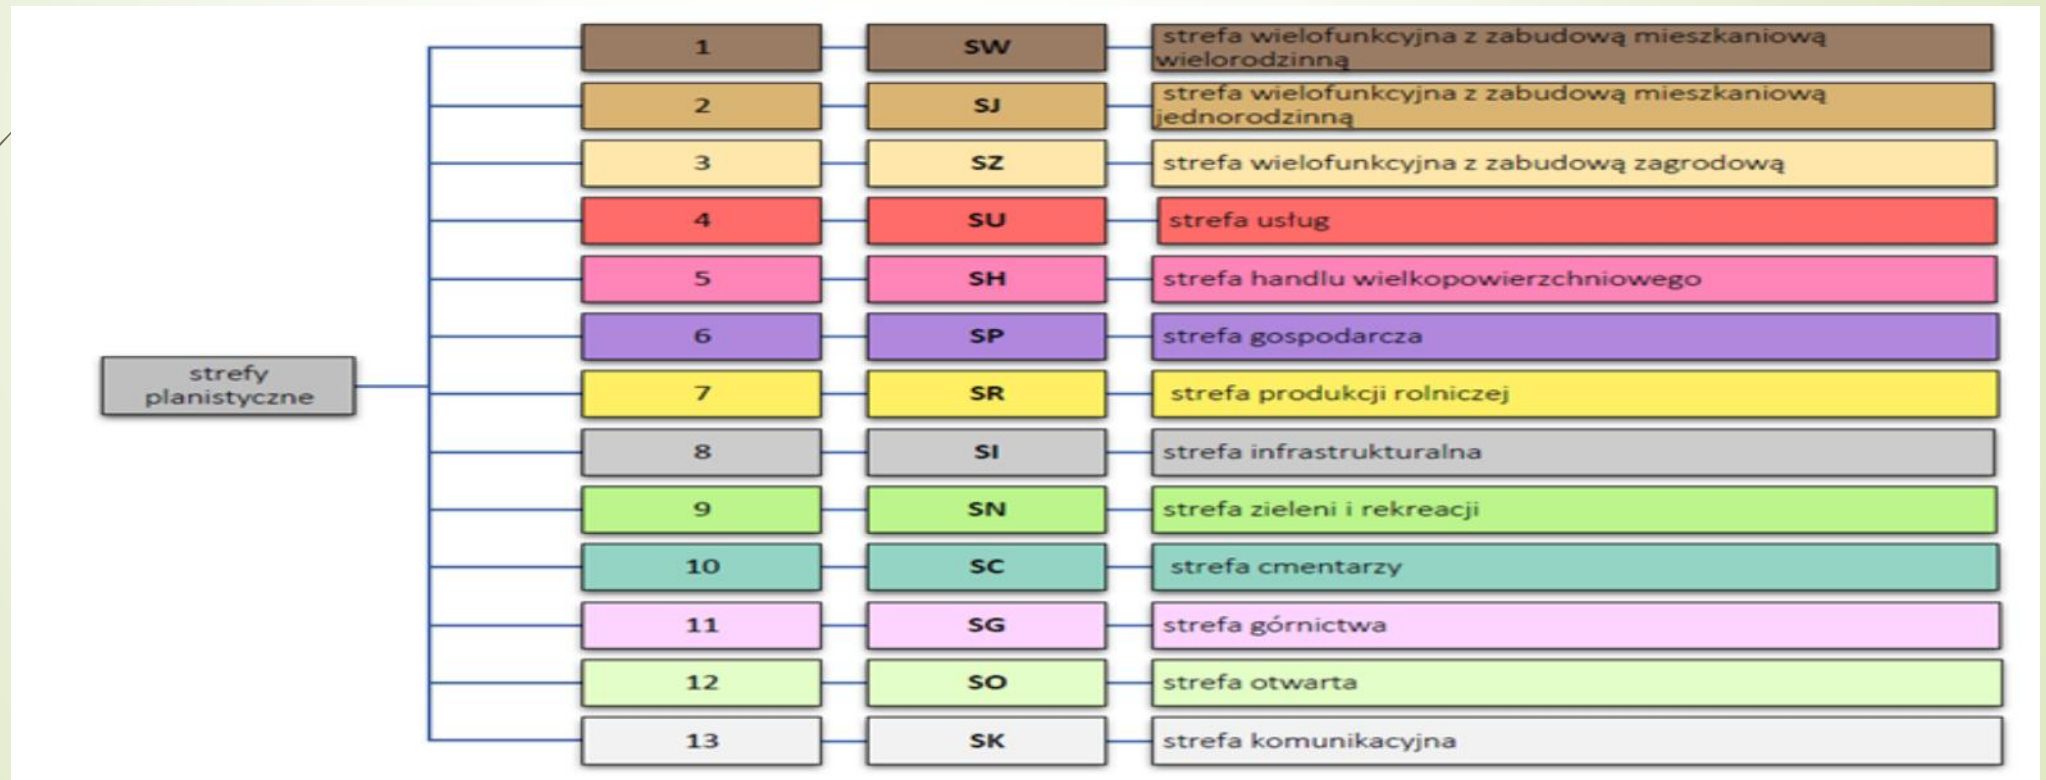 strefy
planistyczne
1 SW strefa wielofunkcyjna z zabudową mieszkaniową
wielorodzinną
2 SJ strefa wielofunkcyjna z zabudową mieszkaniową
jednorodzinną
3 SZ strefa wielofunkcyjna z zabudową zagrodową
4 SU strefa usług
5 SH strefa handlu wielkopowierzchniowego
6 SP strefa gospodarcza
7 SR strefa produkcji rolniczej
8 SI strefa infrastrukturalna
9 SN strefa zieleni i rekreacji
10 SC strefa cmentarzy
11 SG strefa górnictwa
12 SO strefa otwarta
13 SK strefa komunikacyjna